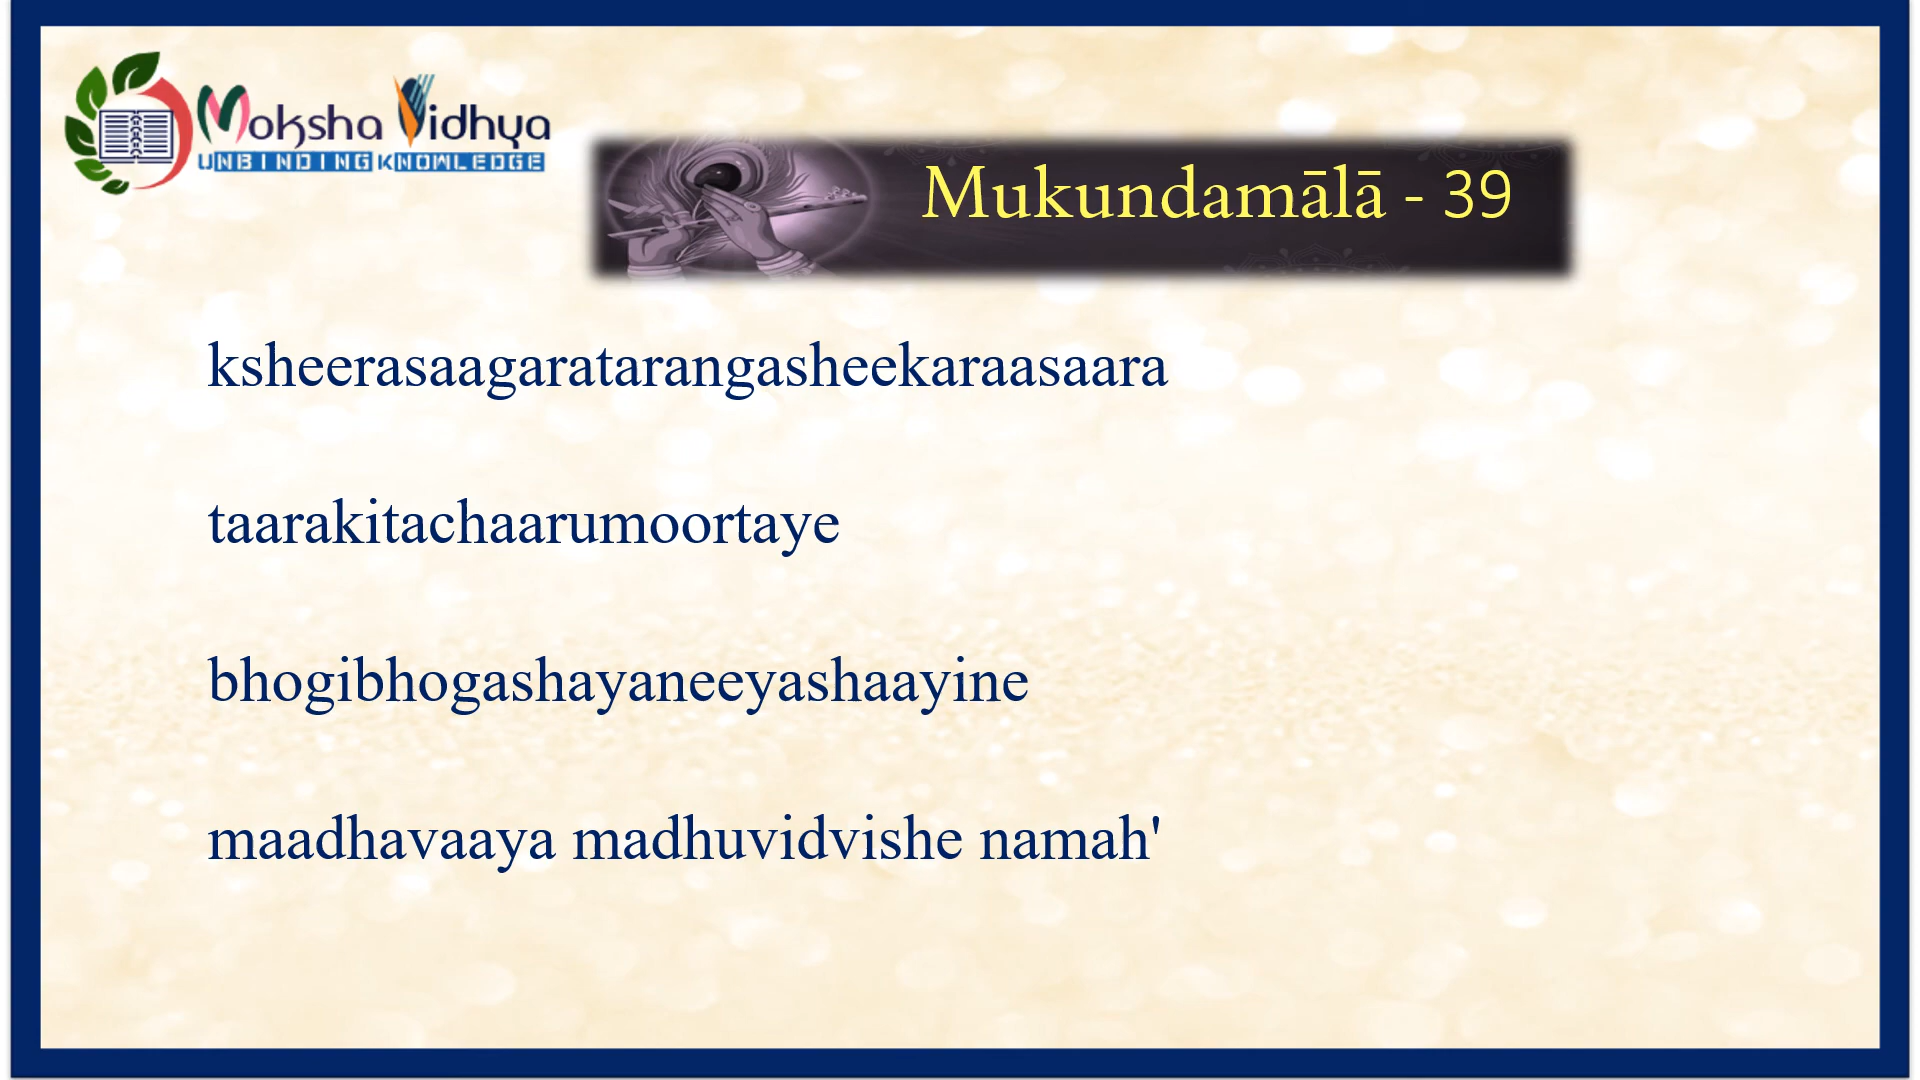 Moksha Vidhya
UNBINDING KNOWLEDGE
Mukundamālā - 39
ksheerasaagaratarangasheekaraasaara
taarakitachaarumoortaye
bhogibhogashayaneeyashaayine
maadhavaaya madhuvidvishe namah'